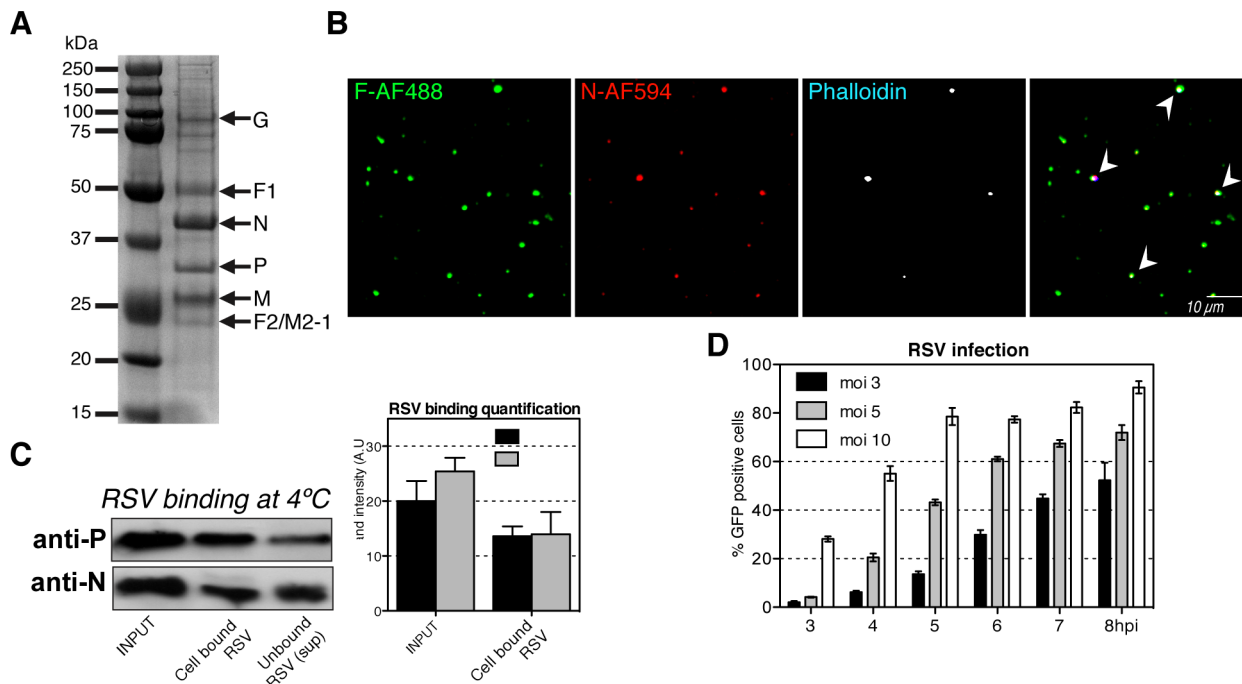 A
kDa
250
150
100
75
50
37
25
20
15
G
F1
N
P
M
F2/M2-1
B
F-AF488
N-AF594
Phalloidin
10 µm
C
RSV binding at 4ºC
anti-P
anti-N
INPUT
Cell bound
RSV
Unbound
RSV (sup)
RSV binding quantification
and intensity (A.U
30
20
10
0
INPUT
Cell bound
RSV
D
RSV infection
moi 3
moi 5
moi 10
% GFP positive cells
100
80
60
40
20
0
3 4 5 6 7 8hpi